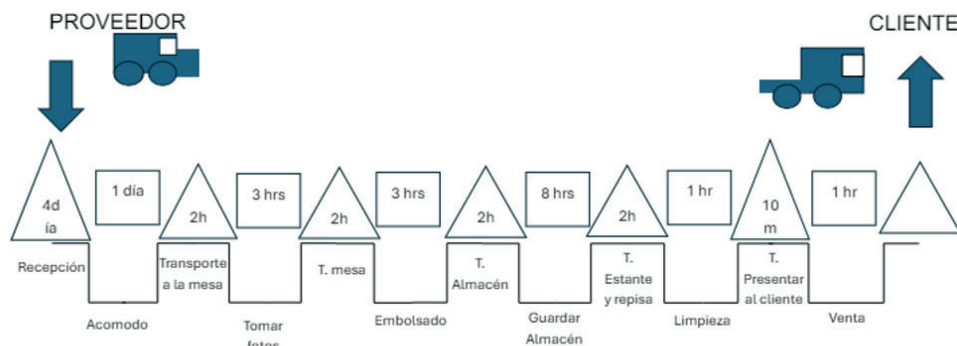 PROVEEDOR
CLIENTE
4d
ía
1 día
2h
3 hrs
2h
3 hrs
2h
8 hrs
2h
1 hr
10
m
1 hr
Recepción
Acomodo
Transporte
a la mesa
Tomar
fotos
T. mesa
Embolsado
T.
Almacén
Guardar
Almacén
T.
Estante
y repisa
Limpieza
T.
Presentar
al cliente
Venta